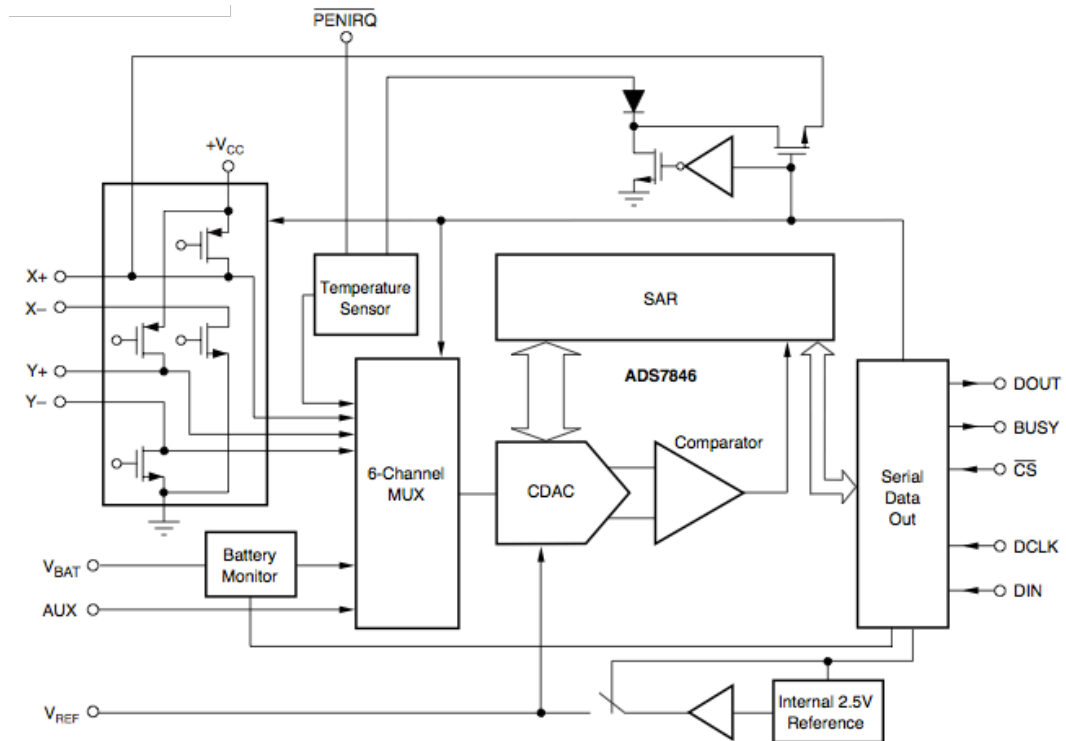 PENIRQ
+VCC
X+
X–
Y+
Y–
Temperature
Sensor
SAR
ADS7846
6-Channel
MUX
CDAC
Comparator
Serial
Data
Out
DOUT
BUSY
CS
DCLK
DIN
VBAT
Battery
Monitor
AUX
VREF
Internal 2.5V
Reference